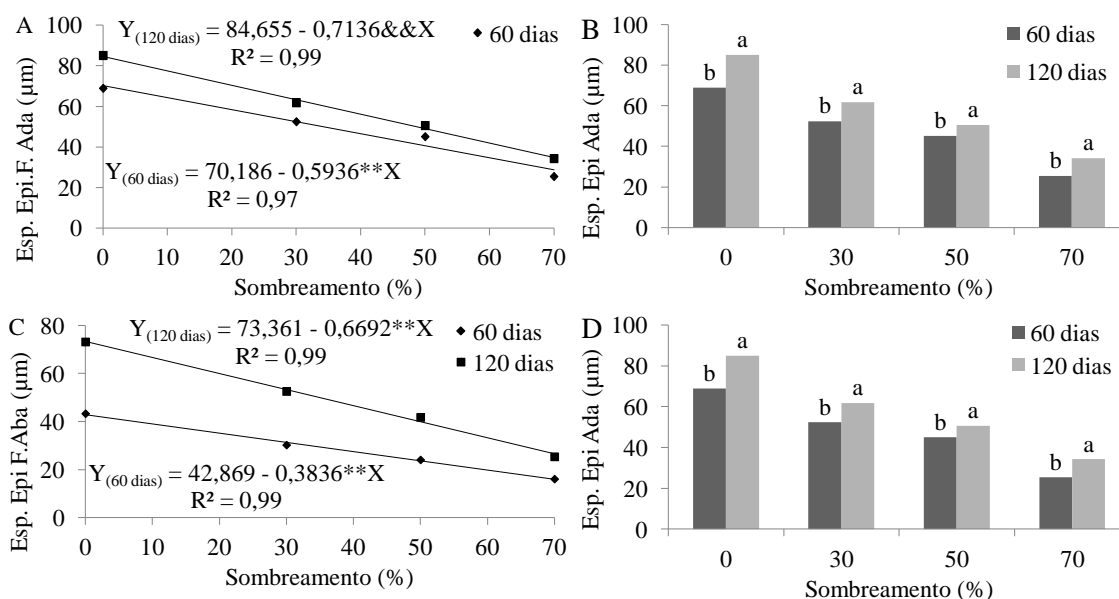 A
Y(120 dias) = 84,655 - 0,7136&&X
R² = 0,99
60 dias
Y(60 dias) = 70,186 - 0,5936**X
R² = 0,97
Esp. Epi.F. Ada (µm)
100
80
60
40
20
0
0 10 20 30 40 50 60 70
Sombreamento (%)
B
60 dias
120 dias
Esp. Epi Ada (µm)
100
80
60
40
20
0
b a b a b a b a
0 30 50 70
Sombreamento (%)
C
Y(120 dias) = 73,361 - 0,6692**X
R² = 0,99
60 dias
120 dias
Y(60 dias) = 42,869 - 0,3836**X
R² = 0,99
Esp. Epi F.Aba (µm)
80
60
40
20
0
0 10 20 30 40 50 60 70
Sombreamento (%)
D
60 dias
120 dias
Esp. Epi Ada (µm)
100
80
60
40
20
0
b a b a b a b a
0 30 50 70
Sombreamento (%)